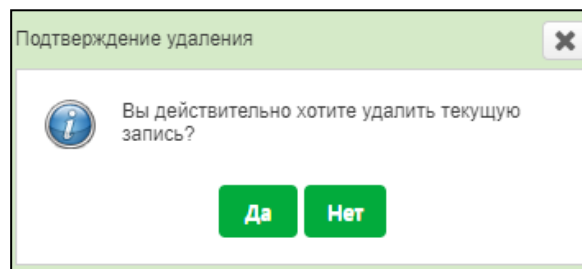 Подтверждение удаления
Вы действительно хотите удалить текущую
запись?
Да Нет